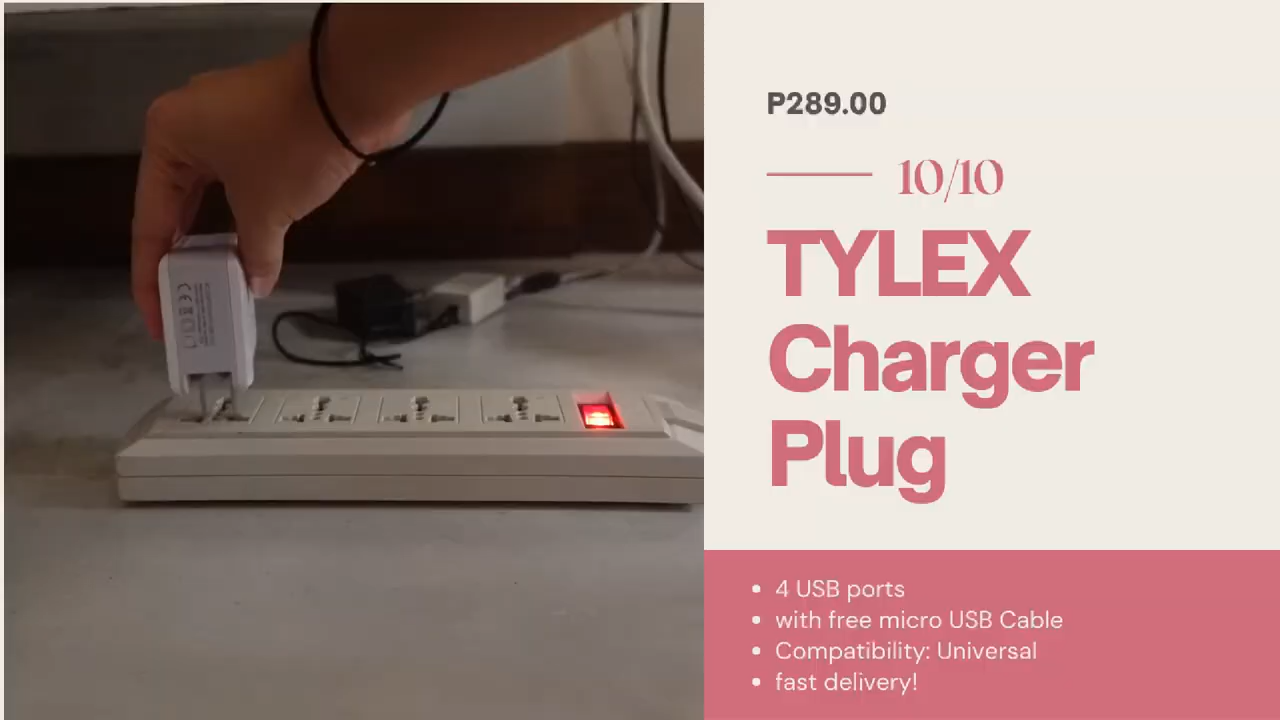 P289.00
10/10
TYLEX
Charger
Plug
4 USB ports
with free micro USB Cable
Compatibility: Universal
fast delivery!